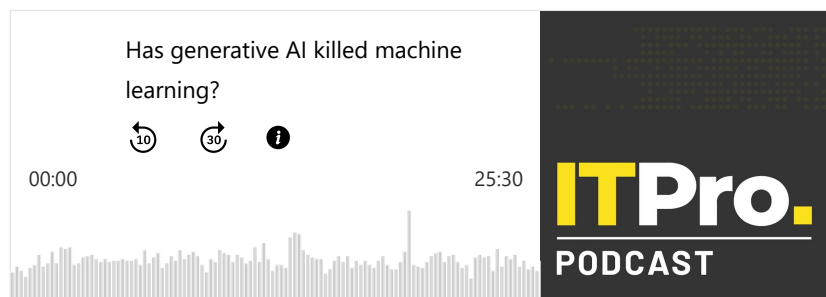 Has generative AI killed machine
learning?
10
30
i
00:00
25:30
ITPro.
PODCAST